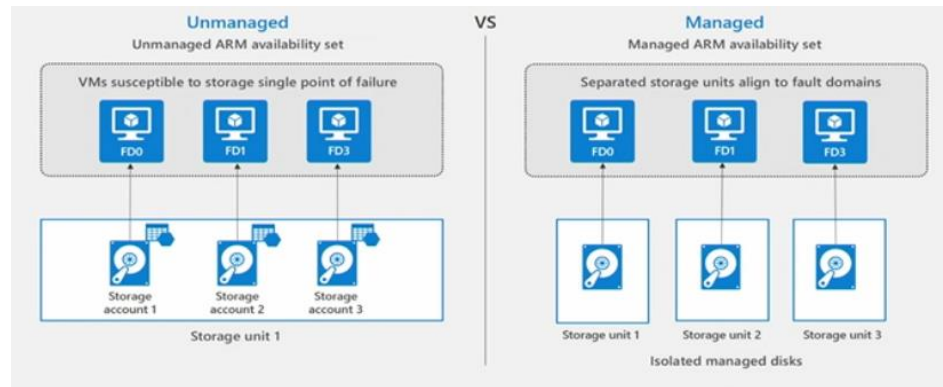 Unmanaged
VS
Managed
Unmanaged ARM availability set
Managed ARM availability set
VMs susceptible to storage single point of failure
FD0
FD1
FD3
Separated storage units align to fault domains
FD0
FD1
FD3
Storage
account 1
Storage
account 2
Storage
account 3
Storage unit 1
Storage unit 1
Storage unit 2
Storage unit 3
Isolated managed disks